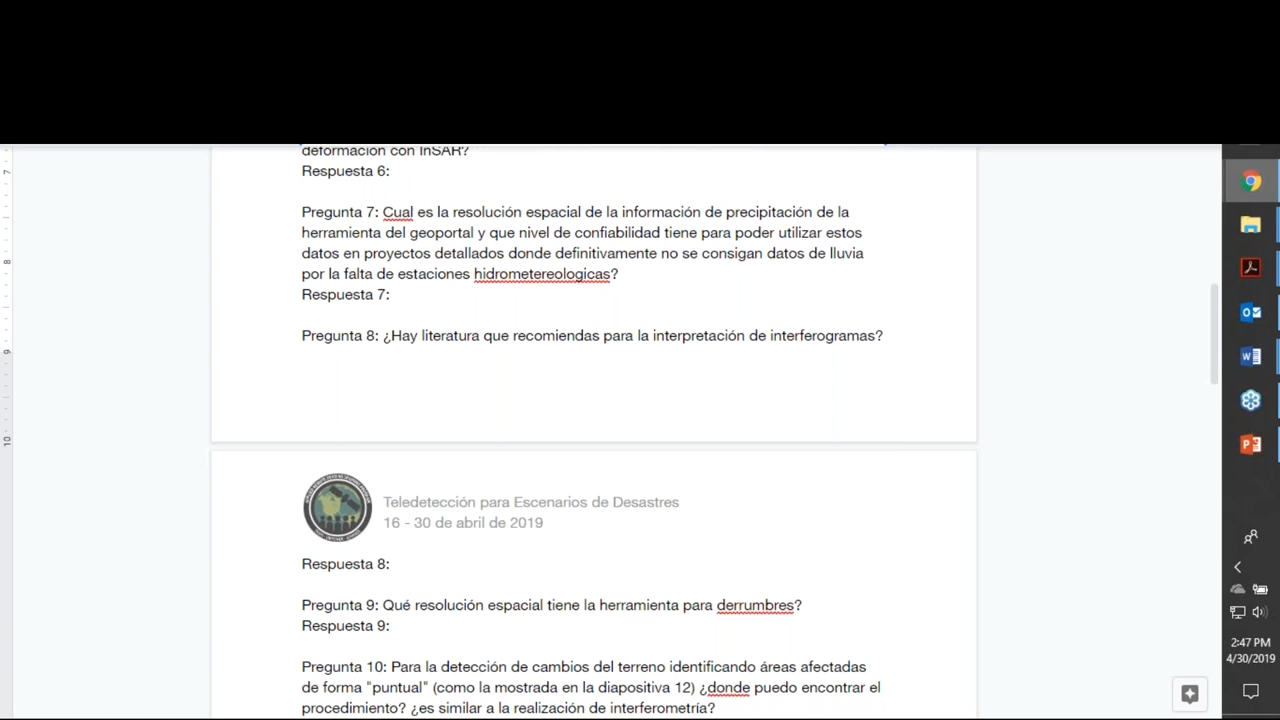 deformación con InSAR?
Respuesta 6:
Pregunta 7: Cual es la resolución espacial de la información de precipitación de la
herramienta del geoportal y que nivel de confiabilidad tiene para poder utilizar estos
datos en proyectos detallados donde definitivamente no se consigan datos de lluvia
por la falta de estaciones hidrometereologicas?
Respuesta 7:
Pregunta 8: ¿Hay literatura que recomiendas para la interpretación de interferogramas?
Teledetección para Escenarios de Desastres
16 - 30 de abril de 2019
Respuesta 8:
Pregunta 9: Qué resolución espacial tiene la herramienta para derrumbres?
Respuesta 9:
Pregunta 10: Para la detección de cambios del terreno identificando áreas afectadas
de forma "puntual" (como la mostrada en la diapositiva 12) ¿donde puedo encontrar el
procedimiento? ¿es similar a la realización de interferometría?
7
8
9
10
2:47 PM
4/30/2019